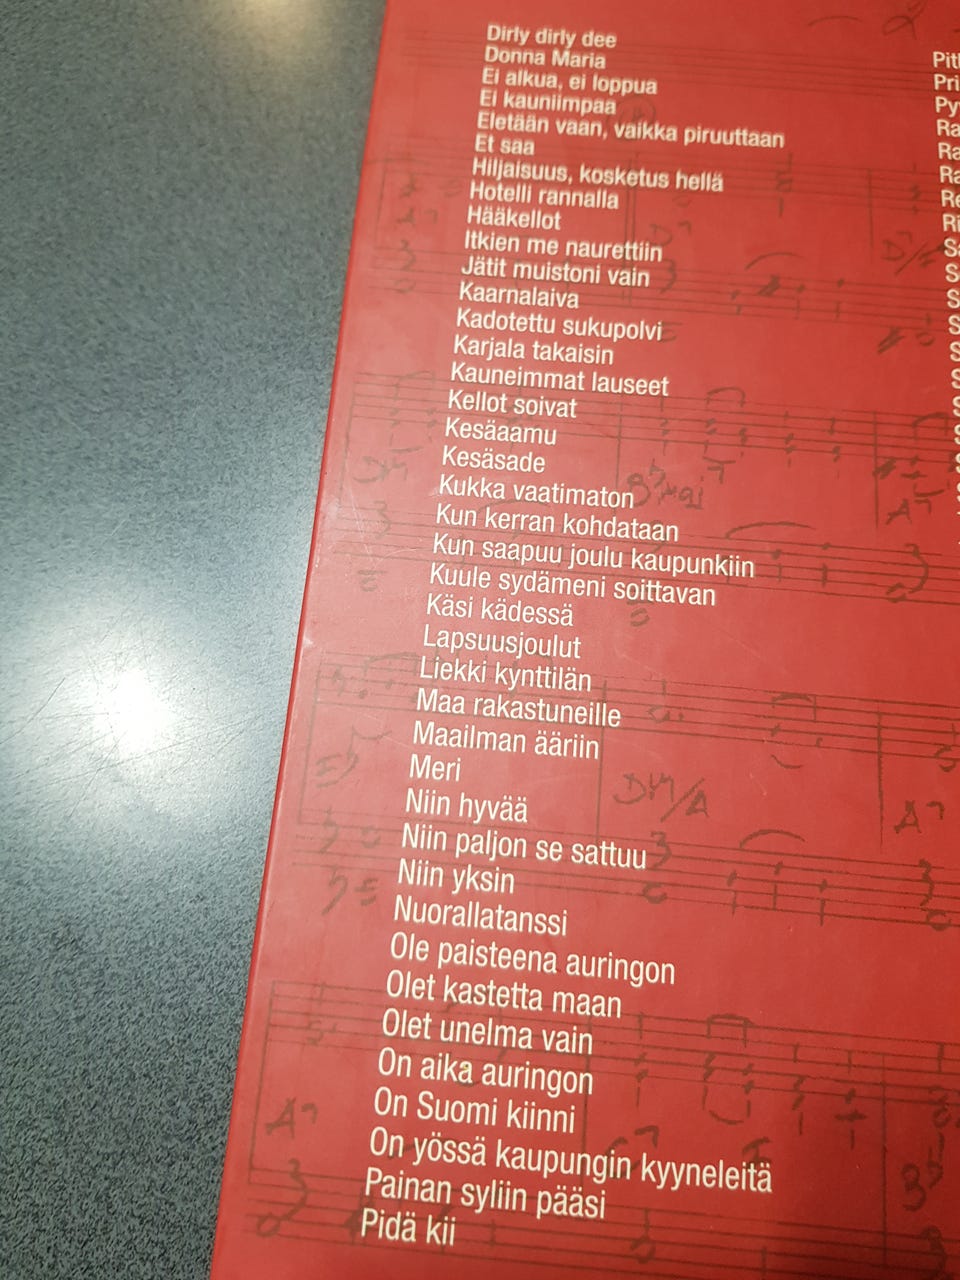 Dirly dirly dee
Donna Maria
Ei alkua, ei loppua
Ei kauniimpaa
Eletään vaan, vaikka piruuttaan
Et saa
Hiljaisuus, kosketus hellä
Hotelli rannalla
Hääkellot
Itkien me naurettiin
Jätit muistoni vain
Kaarnalaiva
Kadotettu sukupolvi
Karjala takaisin
Kauneimmat lauseet
Kellot soivat
Kesäaamu
Kesäsade
Kukka vaatimaton
Kun kerran kohdataan
Kun saapuu joulu kaupunkiin
Kuule sydämeni soittavan
Käsi kädessä
Lapsuusjoulut
Liekki kynttilän
Maa rakastuneille
Maailman ääriin
Meri
Niin hyvää
Niin paljon se sattuu
Niin yksin
Nuorallatanssi
Ole paisteena auringon
Olet kastetta maan
Olet unelma vain
On aika auringon
On Suomi kiinni
On yössä kaupungin kyyneleitä
Painan syliin pääsi
Pidä kii